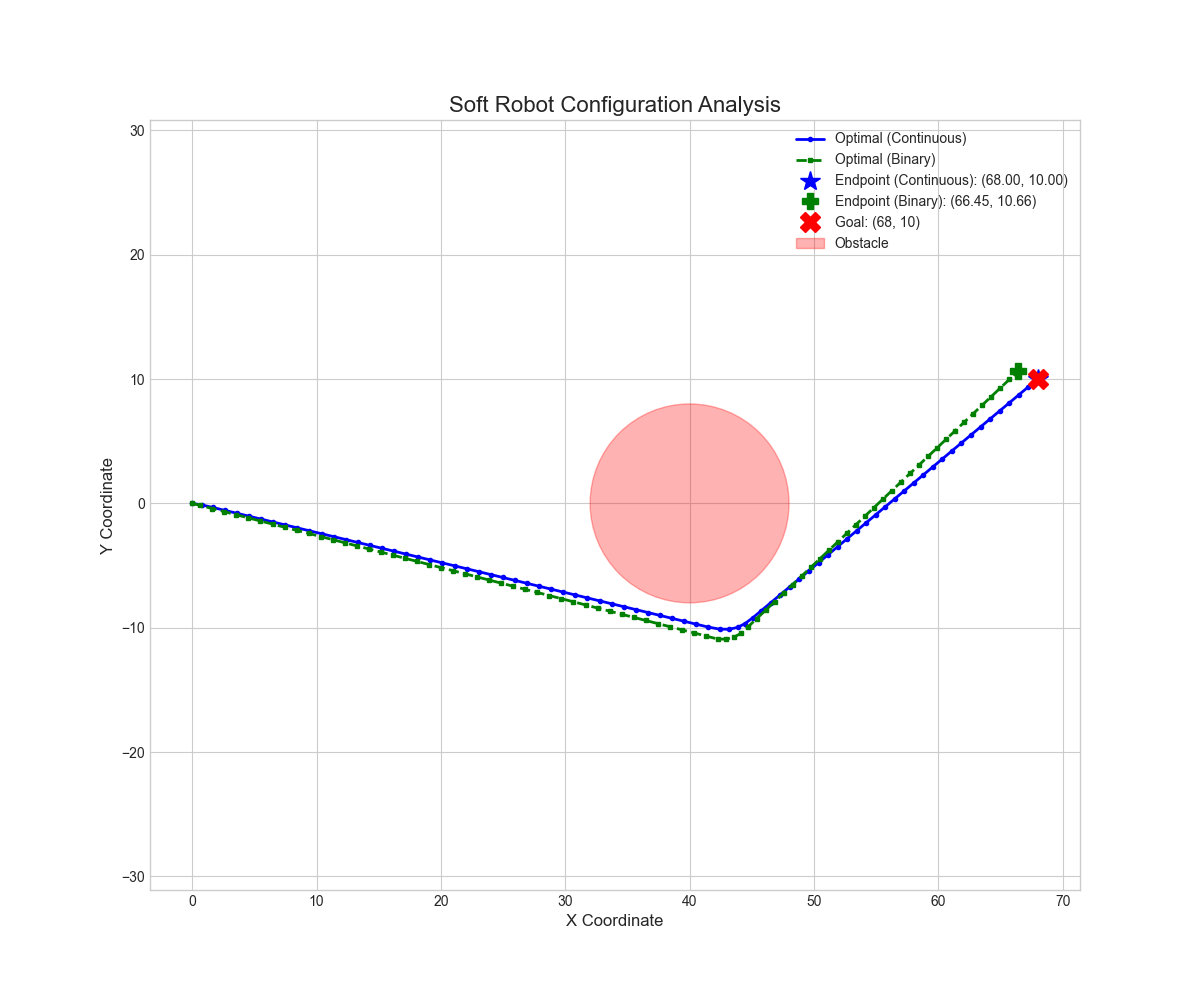 Soft Robot Configuration Analysis
Optimal (Continuous)
Optimal (Binary)
Endpoint (Continuous): (68.00, 10.00)
Endpoint (Binary): (66.45, 10.66)
Goal: (68, 10)
Obstacle
30
20
10
0
−10
−20
−30
Y Coordinate
0 10 20 30 40 50 60 70
X Coordinate